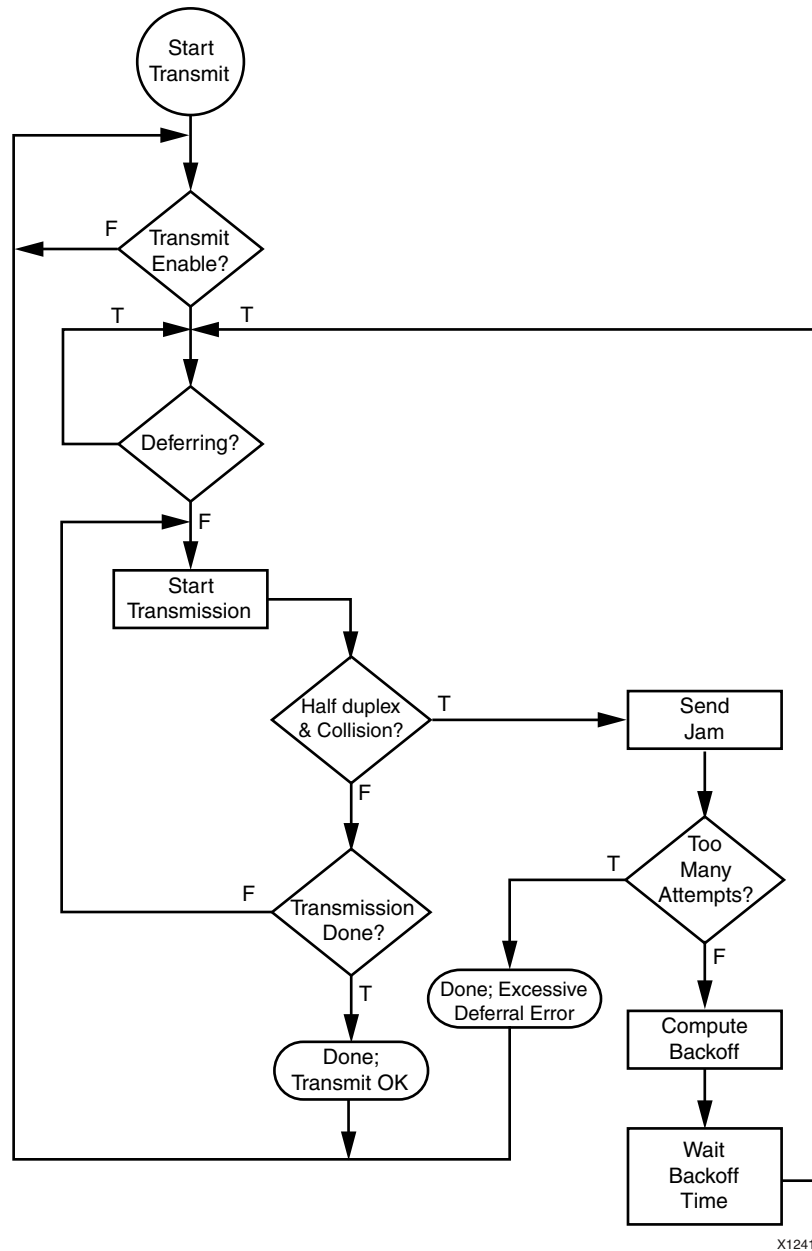 Start
Transmit
F
Transmit
Enable?
T
T
Deferring?
F
Start
Transmission
Half duplex
& Collision?
T
Send
Jam
F
Too
Many
Attempts?
T
F
Transmission
Done?
F
T
Done; Excessive
Deferral Error
Compute
Backoff
Done;
Transmit OK
Wait
Backoff
Time
X1241